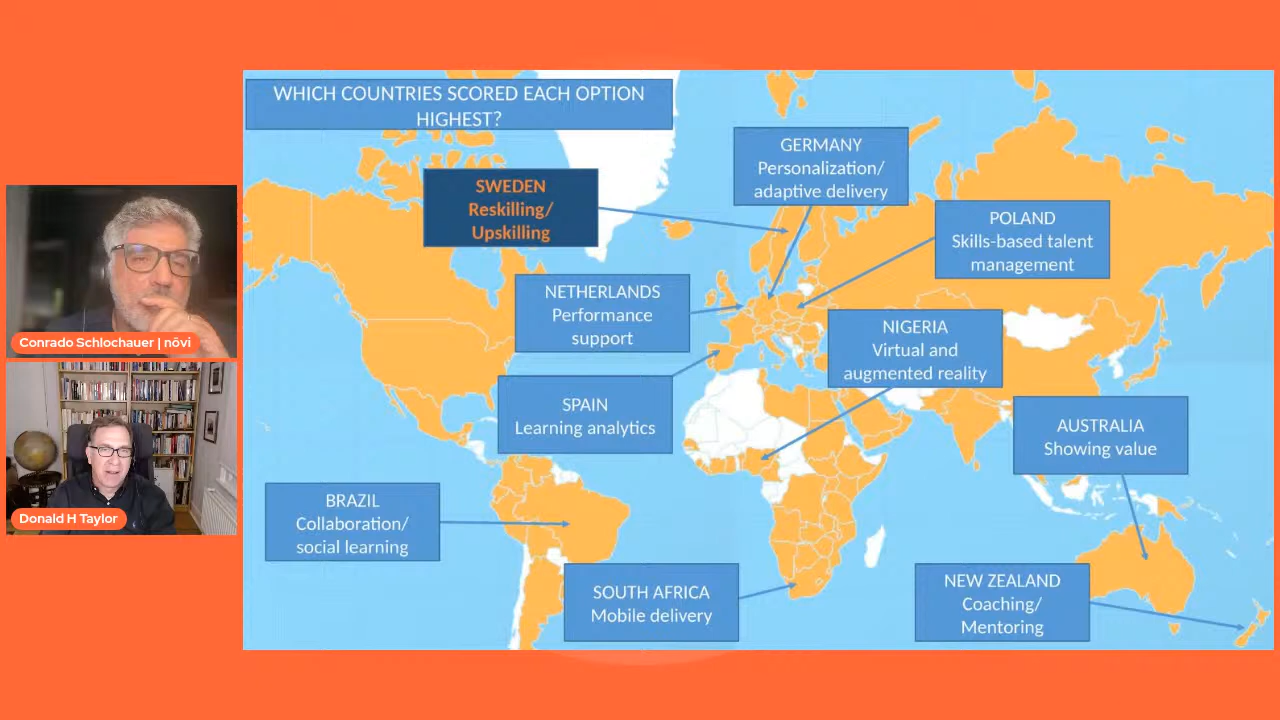 WHICH COUNTRIES SCORED EACH OPTION
HIGHEST?
GERMANY
Personalization/
adaptive delivery
SWEDEN
Reskilling/
Upskilling
POLAND
Skills-based talent
management
NETHERLANDS
Performance
support
NIGERIA
Virtual and
augmented reality
Conrado Schlochauer | nōvi
SPAIN
Learning analytics
AUSTRALIA
Showing value
BRAZIL
Collaboration/
social learning
Donald H Taylor
SOUTH AFRICA
Mobile delivery
NEW ZEALAND
Coaching/
Mentoring